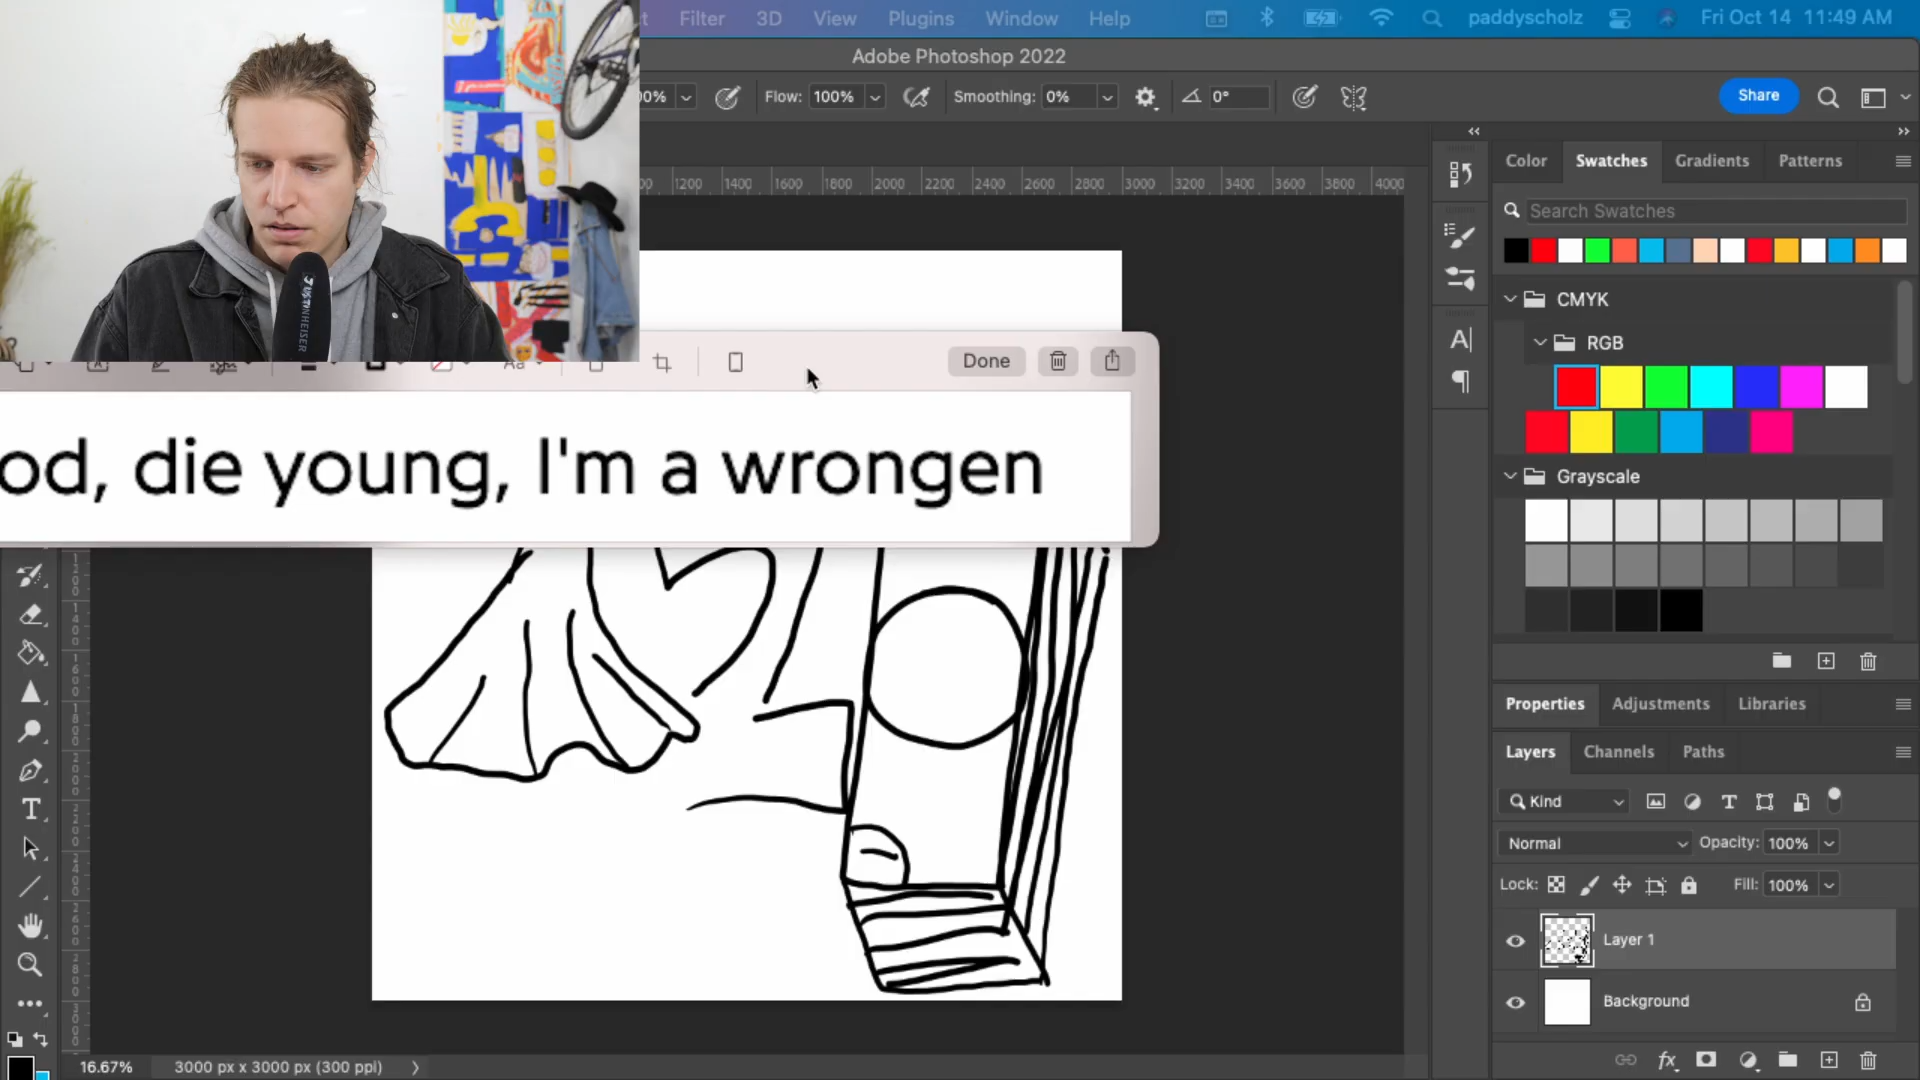 Filter 3D View Plugins Window Help paddyscholz Fri Oct 14 11:49 AM
Adobe Photoshop 2022
Flow: 100% Smoothing: 0% 0° Share
Color Swatches Gradients Patterns
1200 1400 1600 1800 2000 2200 2400 2600 2800 3000 3200 3400 3600 3800 4000
Search Swatches
CMYK
RGB
Done
od, die young, I'm a wrongen
Grayscale
Properties Adjustments Libraries
Layers Channels Paths
Kind
Normal Opacity: 100%
Lock: Fill: 100%
Layer 1
Background
16.67% 3000 px x 3000 px (300 ppi)